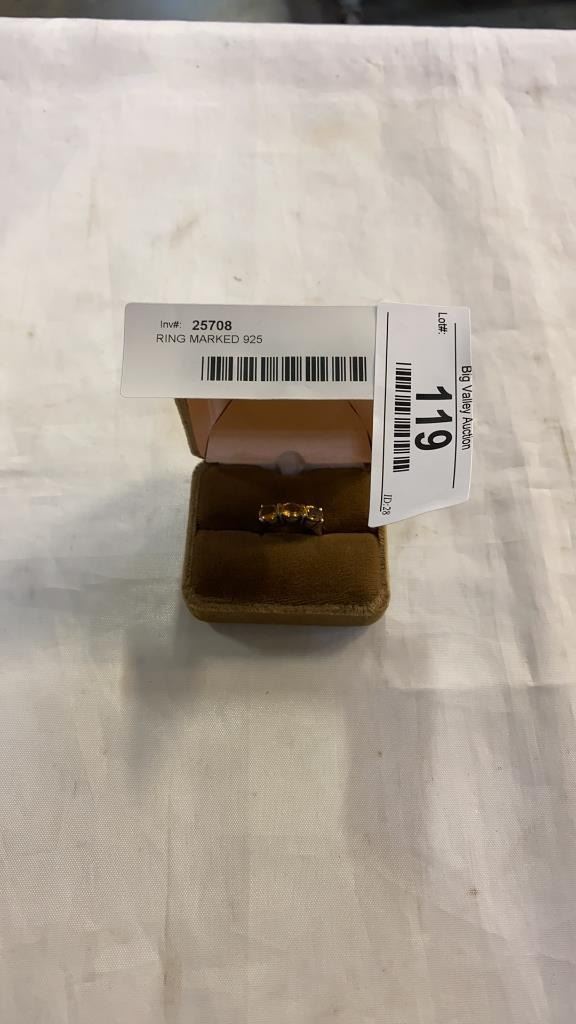 Inv#: 25708
RING MARKED 925
Big Valley Auction
Lot#:
119
ID:28